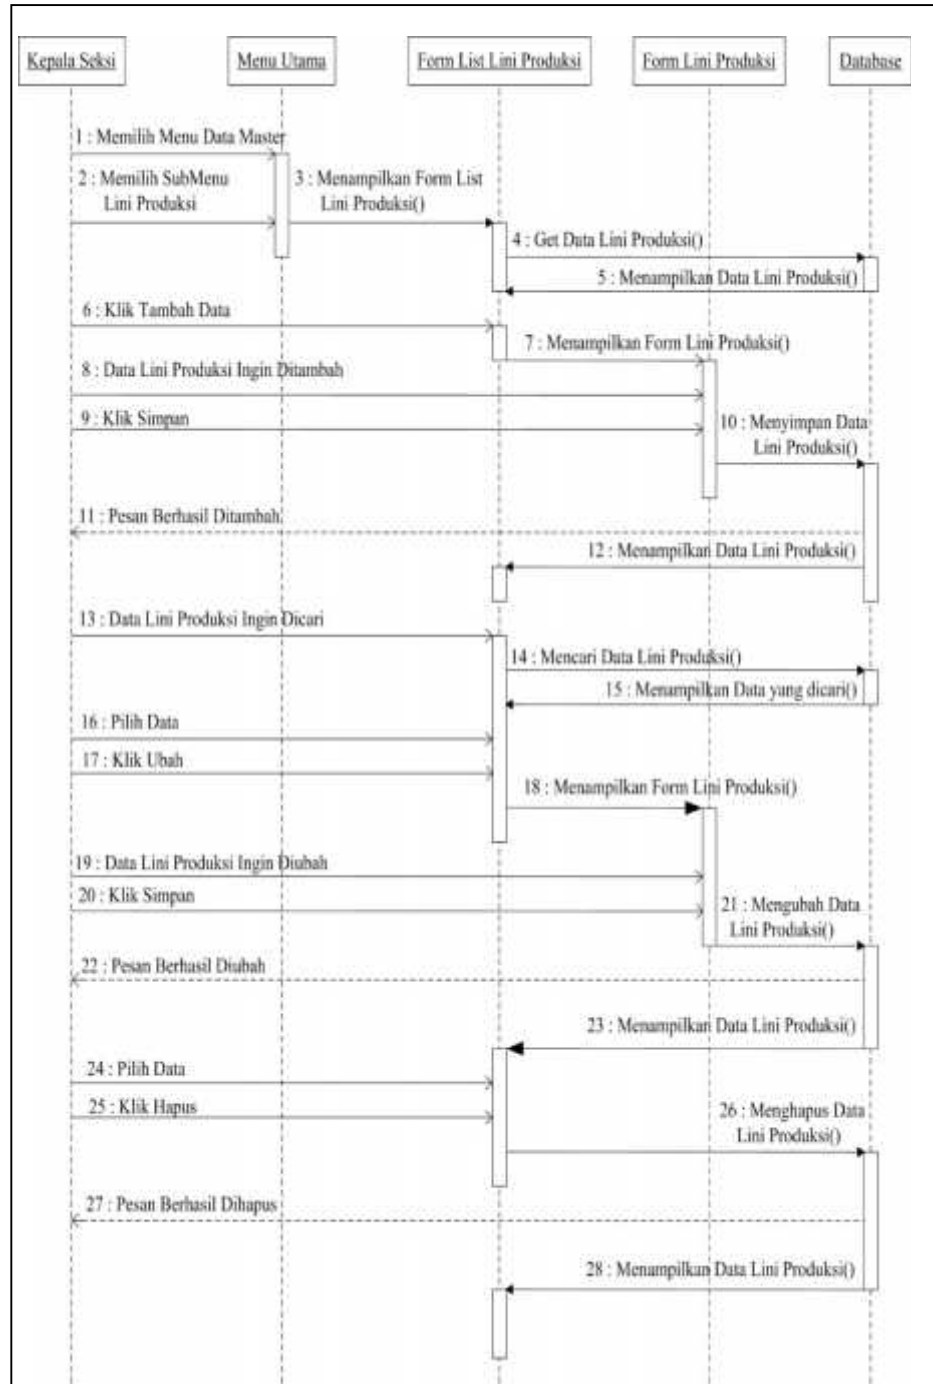 Kepala Seksi
Menu Utama
Form List Lini Produksi
Form Lini Produksi
Database
1 : Memilih Menu Data Master
2 : Memilih SubMenu
Lini Produksi
3 : Menampilkan Form List
Lini Produksi()
4 : Get Data Lini Produksi()
5 : Menampilkan Data Lini Produksi()
6 : Klik Tambah Data
7 : Menampilkan Form Lini Produksi()
8 : Data Lini Produksi Ingin Ditambah
9 : Klik Simpan
10 : Menyimpan Data
Lini Produksi()
11 : Pesan Berhasil Ditambah
12 : Menampilkan Data Lini Produksi()
13 : Data Lini Produksi Ingin Dicari
14 : Mencari Data Lini Produksi()
15 : Menampilkan Data yang dicari()
16 : Pilih Data
17 : Klik Ubah
18 : Menampilkan Form Lini Produksi()
19 : Data Lini Produksi Ingin Diubah
20 : Klik Simpan
21 : Mengubah Data
Lini Produksi()
22 : Pesan Berhasil Diubah
23 : Menampilkan Data Lini Produksi()
24 : Pilih Data
25 : Klik Hapus
26 : Menghapus Data
Lini Produksi()
27 : Pesan Berhasil Dihapus
28 : Menampilkan Data Lini Produksi()